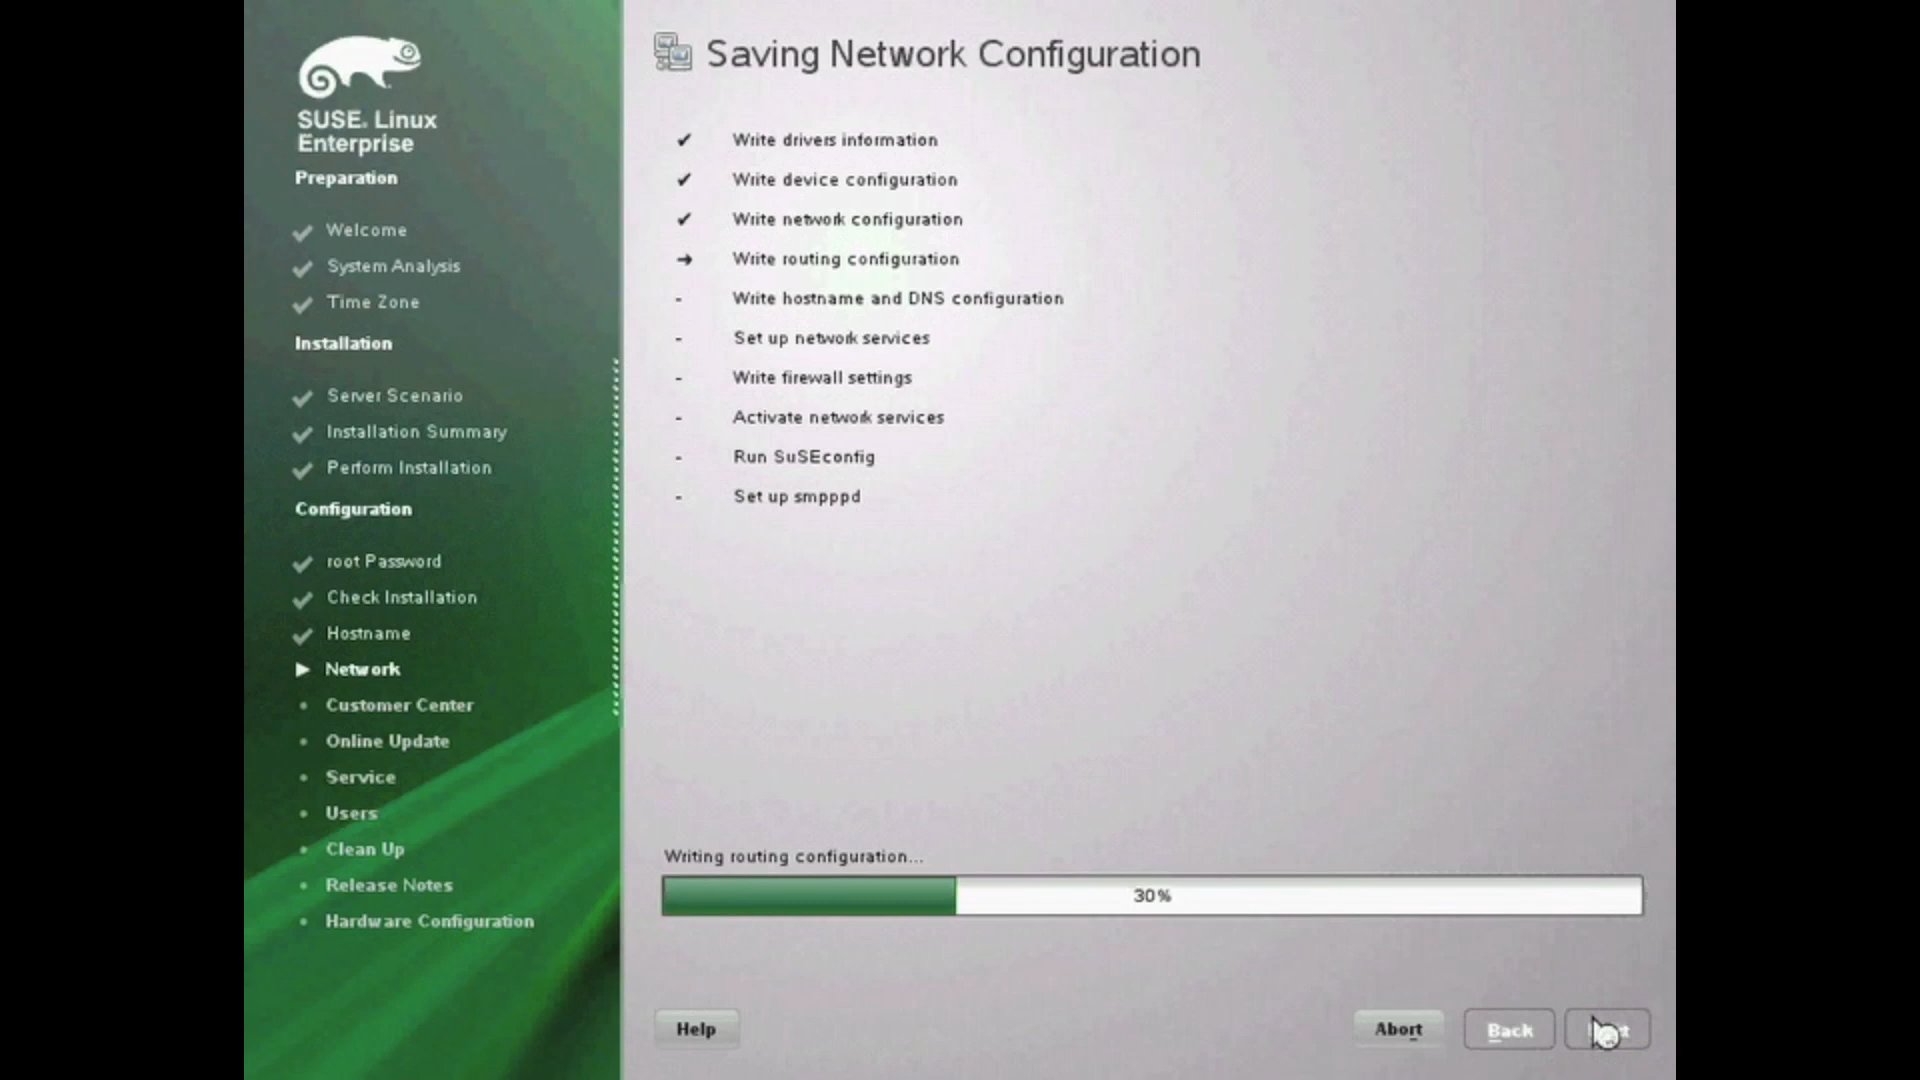 SUSE. Linux
Enterprise
Preparation
Welcome
System Analysis
Time Zone
Installation
Server Scenario
Installation Summary
Perform Installation
Configuration
root Password
Check Installation
Hostname
Network
Customer Center
Online Update
Service
Users
Clean Up
Release Notes
Hardware Configuration
Saving Network Configuration
Write drivers information
Write device configuration
Write network configuration
Write routing configuration
Write hostname and DNS configuration
Set up network services
Write firewall settings
Activate network services
Run SuSEconfig
Set up smpppd
Writing routing configuration...
30%
Help
Abort
Back